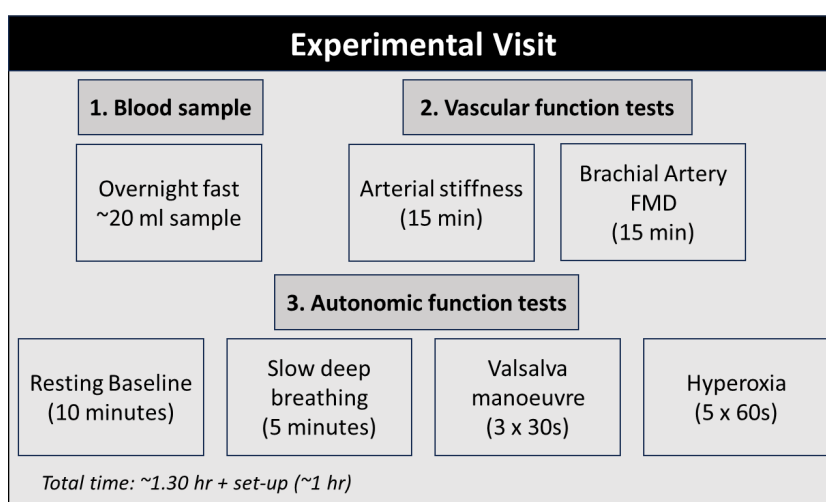 Experimental Visit
1. Blood sample
2. Vascular function tests
Overnight fast
~20 ml sample
Arterial stiffness
(15 min)
Brachial Artery
FMD
(15 min)
3. Autonomic function tests
Resting Baseline
(10 minutes)
Slow deep
breathing
(5 minutes)
Valsalva
manoeuvre
(3 x 30s)
Hyperoxia
(5 x 60s)
Total time: ~1.30 hr + set-up (~1 hr)